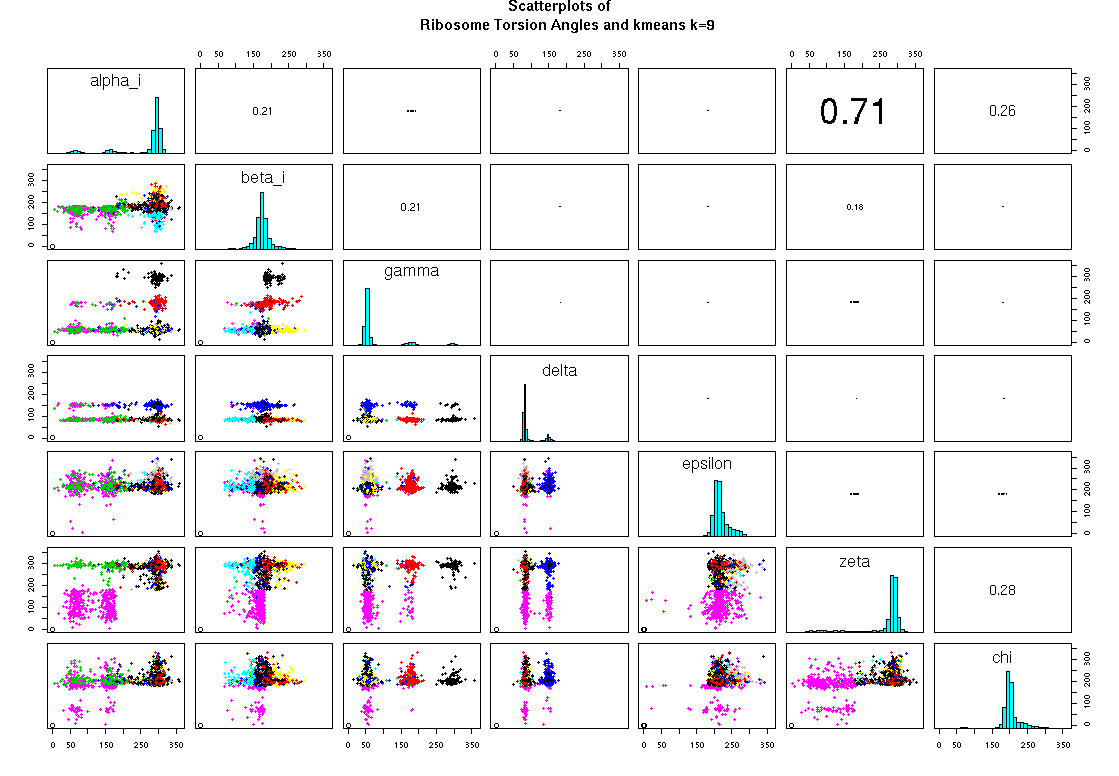 Scatterplots of
Ribosome Torsion Angles and kmeans k=9
0 50 150 250 350 0 50 150 250 350 0 50 150 250 350
alpha_i 0.21 0.71 0.26 0 100 200 300
0 100 200 300 beta_i 0.21 0.18
gamma 0 100 200 300
0 100 200 300 delta
epsilon 0 100 200 300
0 100 200 300 zeta 0.28
chi 0 100 200 300
0 50 150 250 350 0 50 150 250 350 0 50 150 250 350 0 50 150 250 350